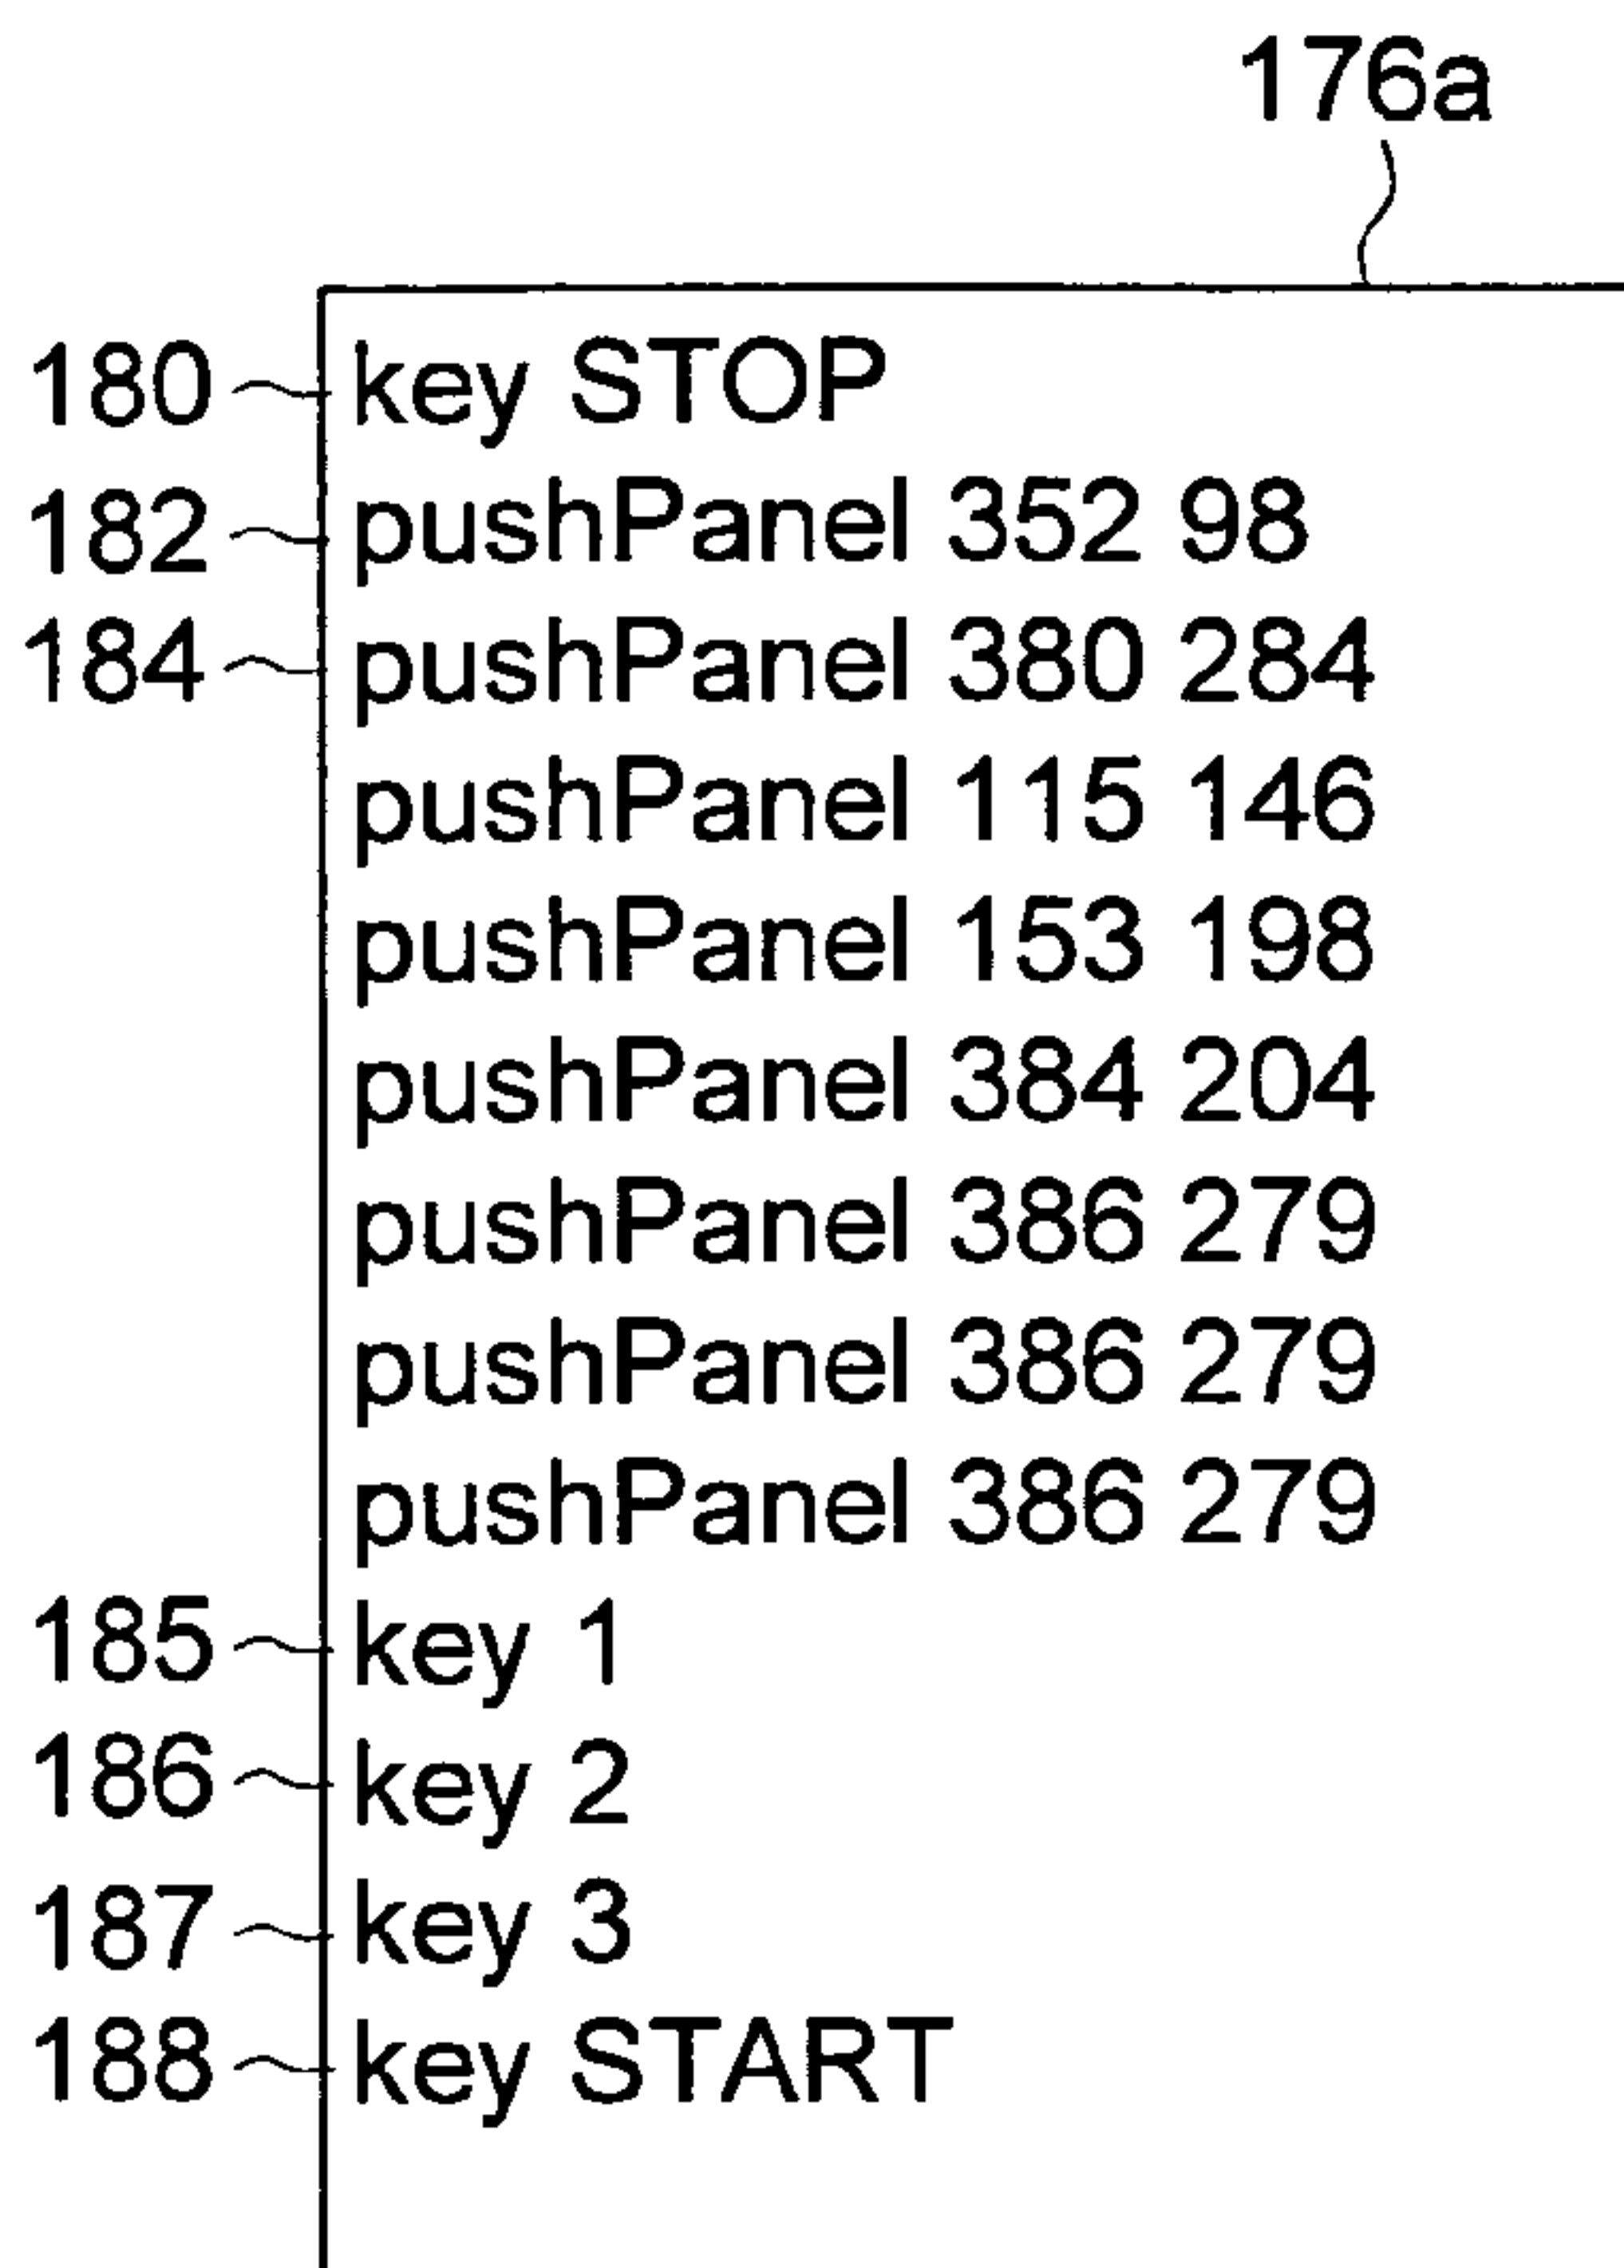 176a
180 key STOP
182 pushPanel 352 98
184 pushPanel 380 284
pushPanel 115 146
pushPanel 153 198
pushPanel 384 204
pushPanel 386 279
pushPanel 386 279
pushPanel 386 279
185 key 1
186 key 2
187 key 3
188 key START